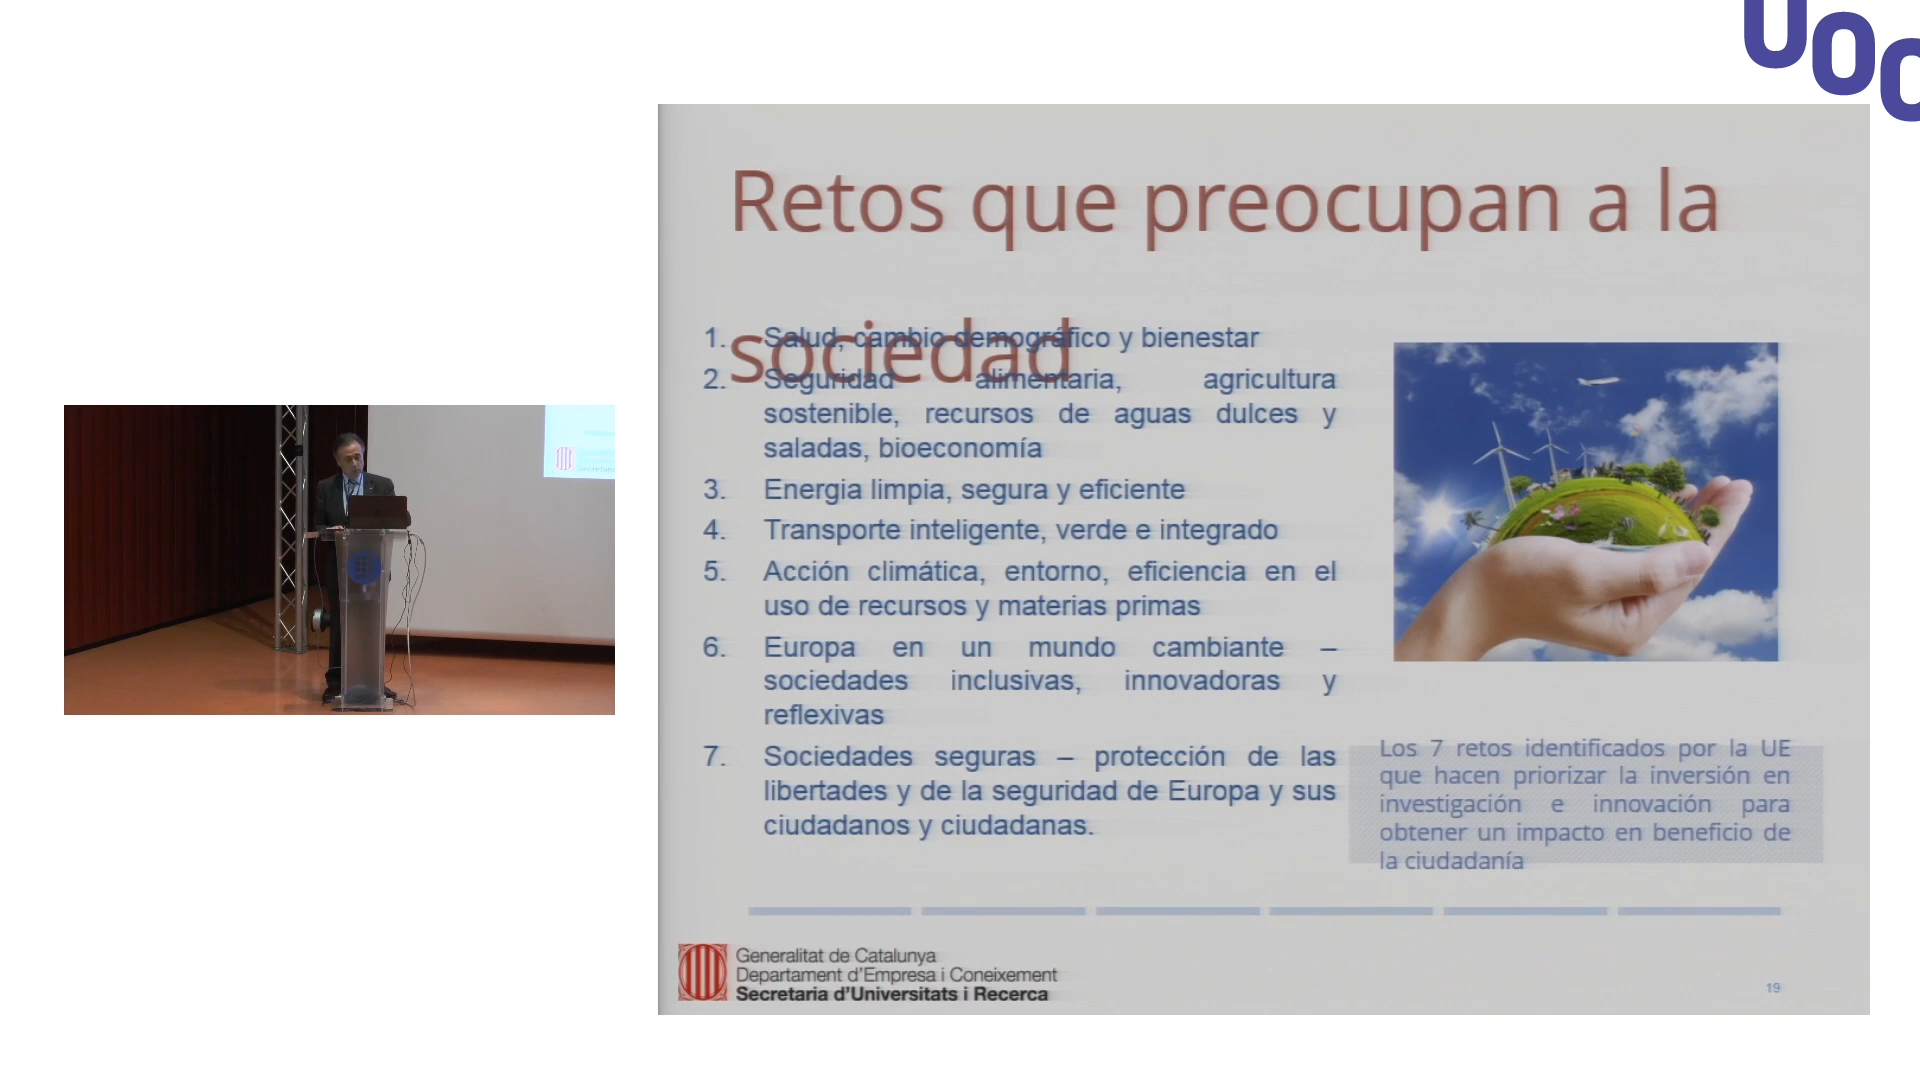 UOC
Retos que preocupan a la
sociedad
1. Salud, cambio demográfico y bienestar
2. Seguridad alimentaria, agricultura
sostenible, recursos de aguas dulces y
saladas, bioeconomía
3. Energia limpia, segura y eficiente
4. Transporte inteligente, verde e integrado
5. Acción climática, entorno, eficiencia en el
uso de recursos y materias primas
6. Europa en un mundo cambiante –
sociedades inclusivas, innovadoras y
reflexivas
7. Sociedades seguras – protección de las
libertades y de la seguridad de Europa y sus
ciudadanos y ciudadanas.
Los 7 retos identificados por la UE
que hacen priorizar la inversión en
investigación e innovación para
obtener un impacto en beneficio de
la ciudadanía
Generalitat de Catalunya
Departament d'Empresa i Coneixement
Secretaria d'Universitats i Recerca
19